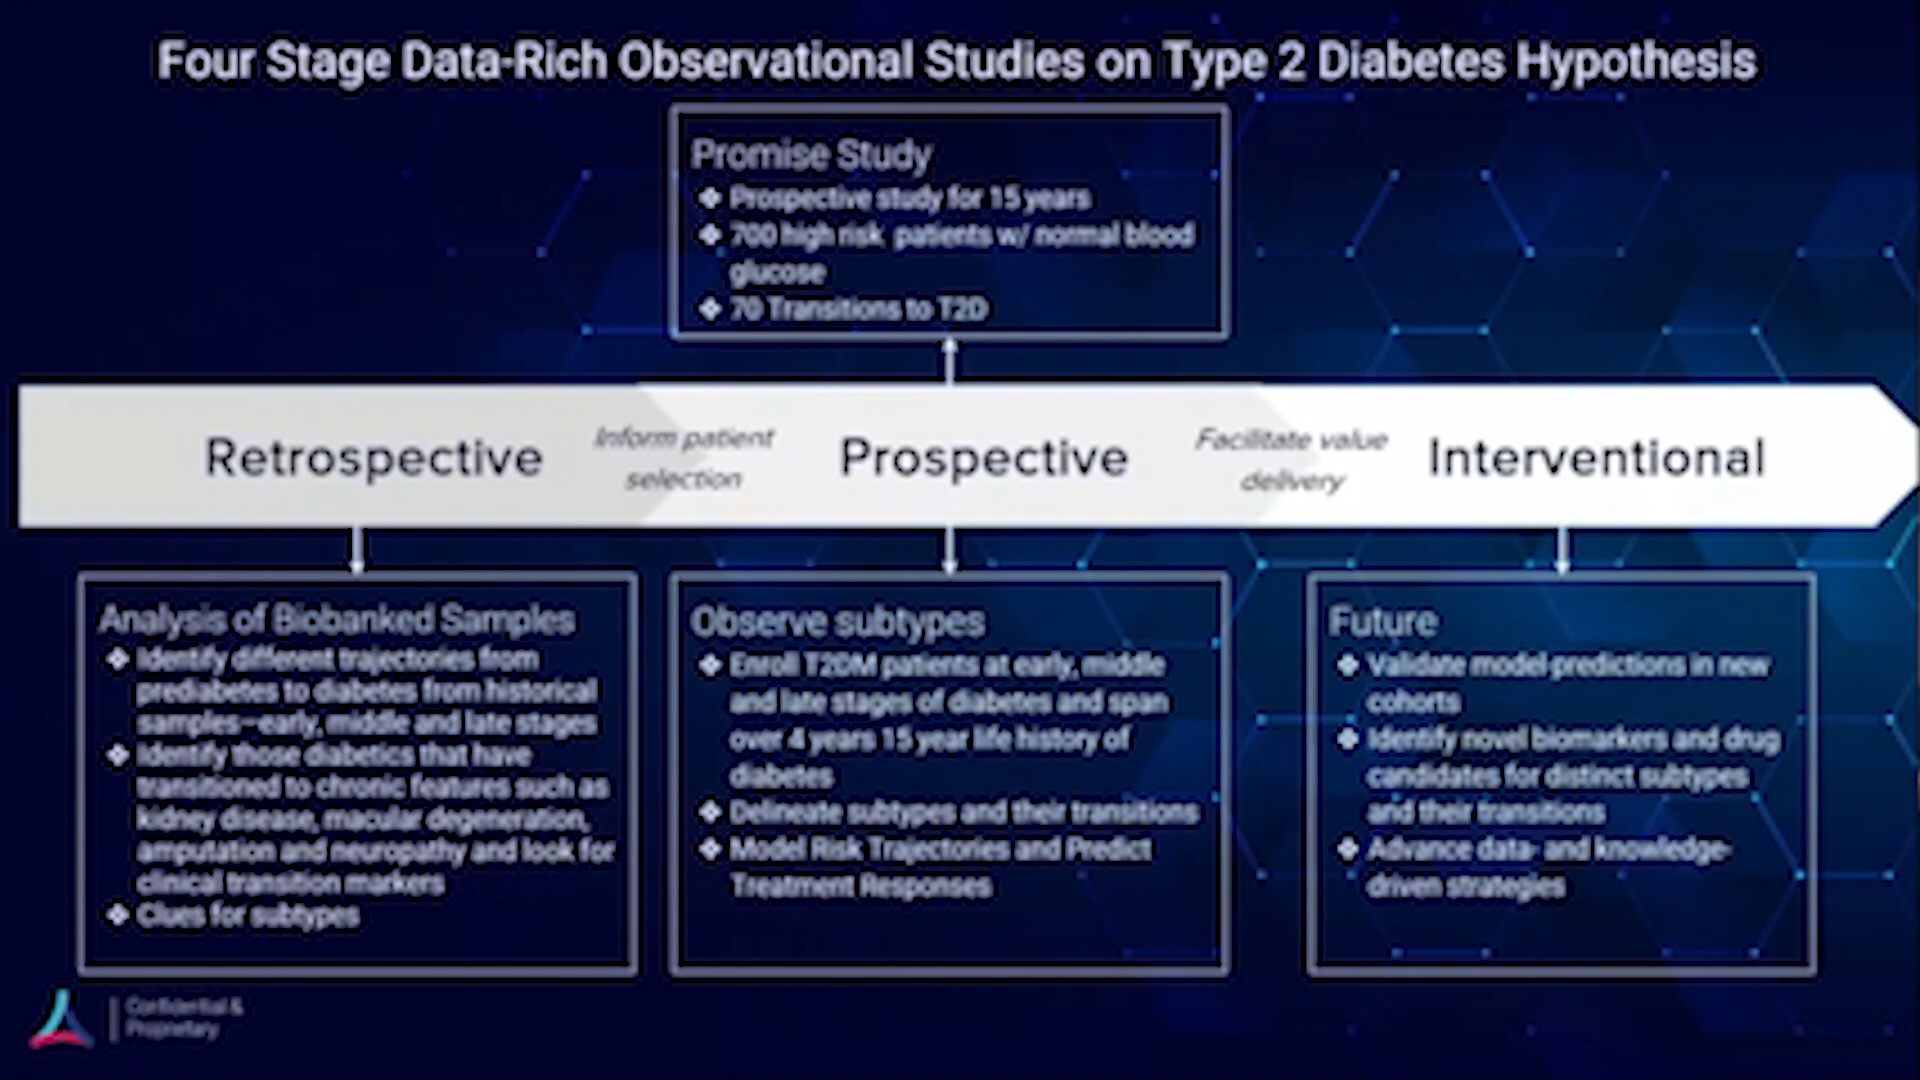 Four Stage Data-Rich Observational Studies on Type 2 Diabetes Hypothesis
Promise Study
❖ Prospective study for 15 years
❖ 700 high risk patients w/ normal blood
glucose
❖ 70 Transitions to T2D
Retrospective
Inform patient
selection
Prospective
Facilitate value
delivery
Interventional
Analysis of Biobanked Samples
❖ Identify different trajectories from
prediabetes to diabetes from historical
samples--early, middle and late stages
❖ Identify those diabetics that have
transitioned to chronic features such as
kidney disease, macular degeneration,
amputation and neuropathy and look for
clinical transition markers
❖ Clues for subtypes
Observe subtypes
❖ Enroll T2DM patients at early, middle
and late stages of diabetes and span
over 4 years 15 year life history of
diabetes
❖ Delineate subtypes and their transitions
❖ Model Risk Trajectories and Predict
Treatment Responses
Future
❖ Validate model-predictions in new
cohorts
❖ Identify novel biomarkers and drug
candidates for distinct subtypes
and their transitions
❖ Advance data- and knowledge-
driven strategies
Confidential &
Proprietary